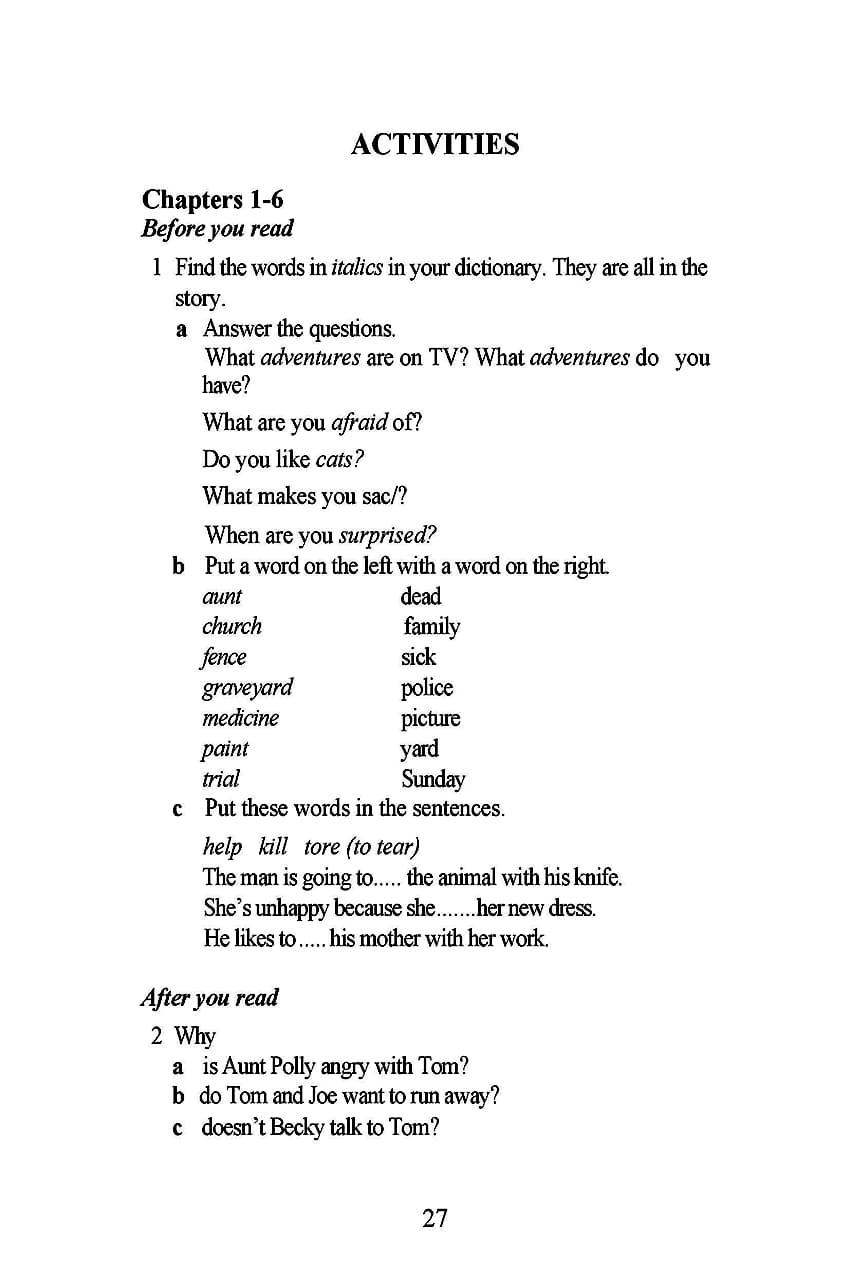 ACTIVITIES
Chapters 1-6
Before you read
1 Find the words in italics in your dictionary. They are all in the
story.
a Answer the questions.
What adventures are on TV? What adventures do you
have?
What are you afraid of?
Do you like cats?
What makes you sac/?
When are you surprised?
b Put a word on the left with a word on the right.
aunt dead
church family
fence sick
graveyard police
medicine picture
paint yard
trial Sunday
c Put these words in the sentences.
help kill tore (to tear)
The man is going to..... the animal with his knife.
She's unhappy because she.......her new dress.
He likes to..... his mother with her work.
After you read
2 Why
a is Aunt Polly angry with Tom?
b do Tom and Joe want to run away?
c doesn't Becky talk to Tom?
27